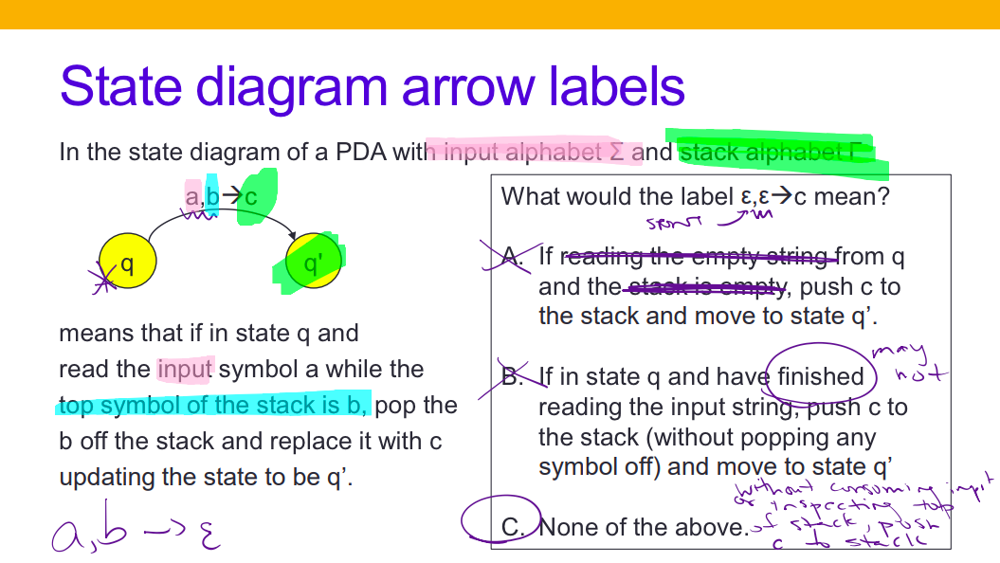 State diagram arrow labels
In the state diagram of a PDA with input alphabet Σ and stack alphabet Γ
a,b→c
q
q'
means that if in state q and
read the input symbol a while the
top symbol of the stack is b, pop the
b off the stack and replace it with c
updating the state to be q’.
a,b → ε
What would the label ε,ε→c mean?
A. If reading the empty string from q
and the stack is empty, push c to
the stack and move to state q’.
B. If in state q and have finished
may
not
reading the input string, push c to
the stack (without popping any
symbol off) and move to state q’
C. None of the above.
without consuming input
or inspecting top
of stack, push
c to stack